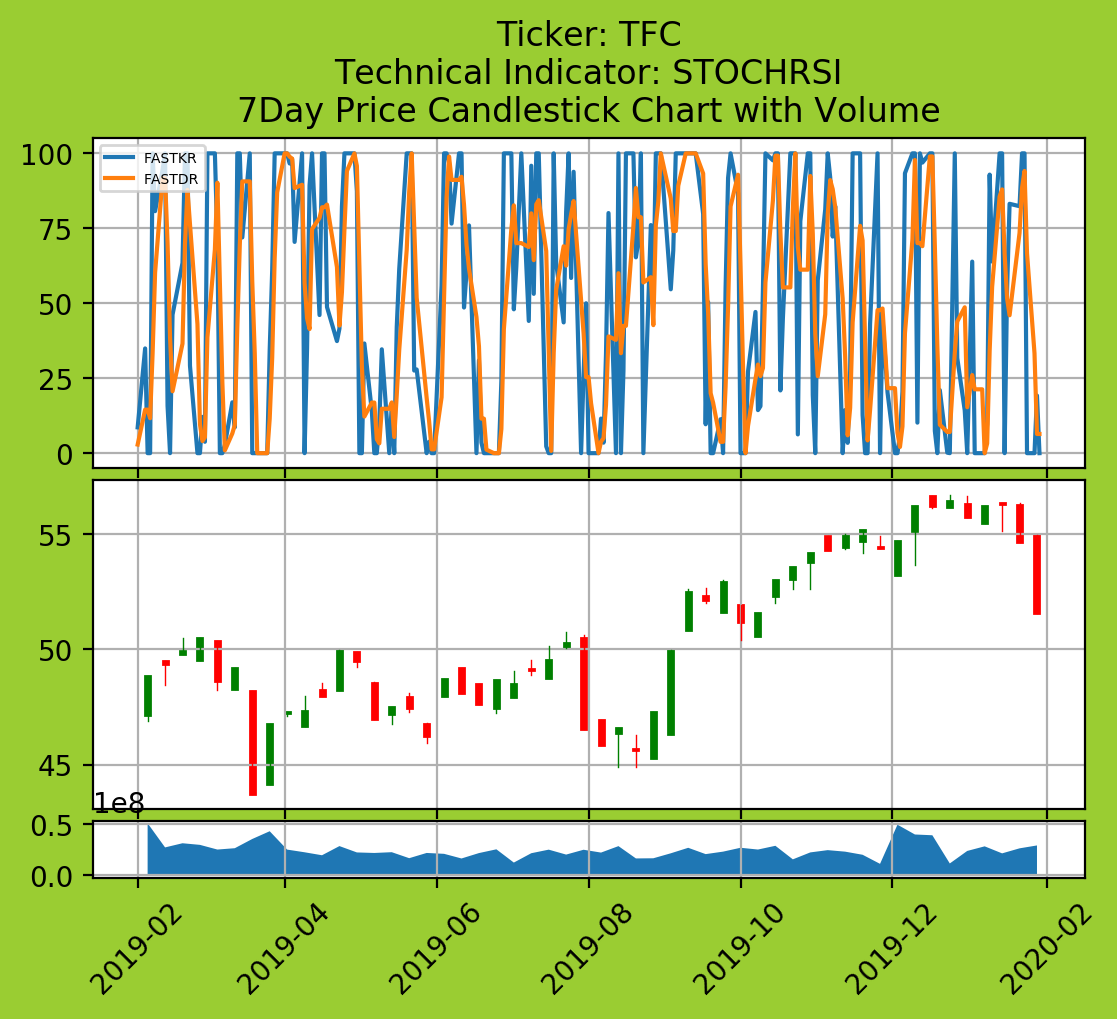 Ticker: TFC
Technical Indicator: STOCHRSI
7Day Price Candlestick Chart with Volume
100
75
50
25
0
FASTKR
FASTDR
55
50
45
1e8
0.5
0.0
2019-02
2019-04
2019-06
2019-08
2019-10
2019-12
2020-02